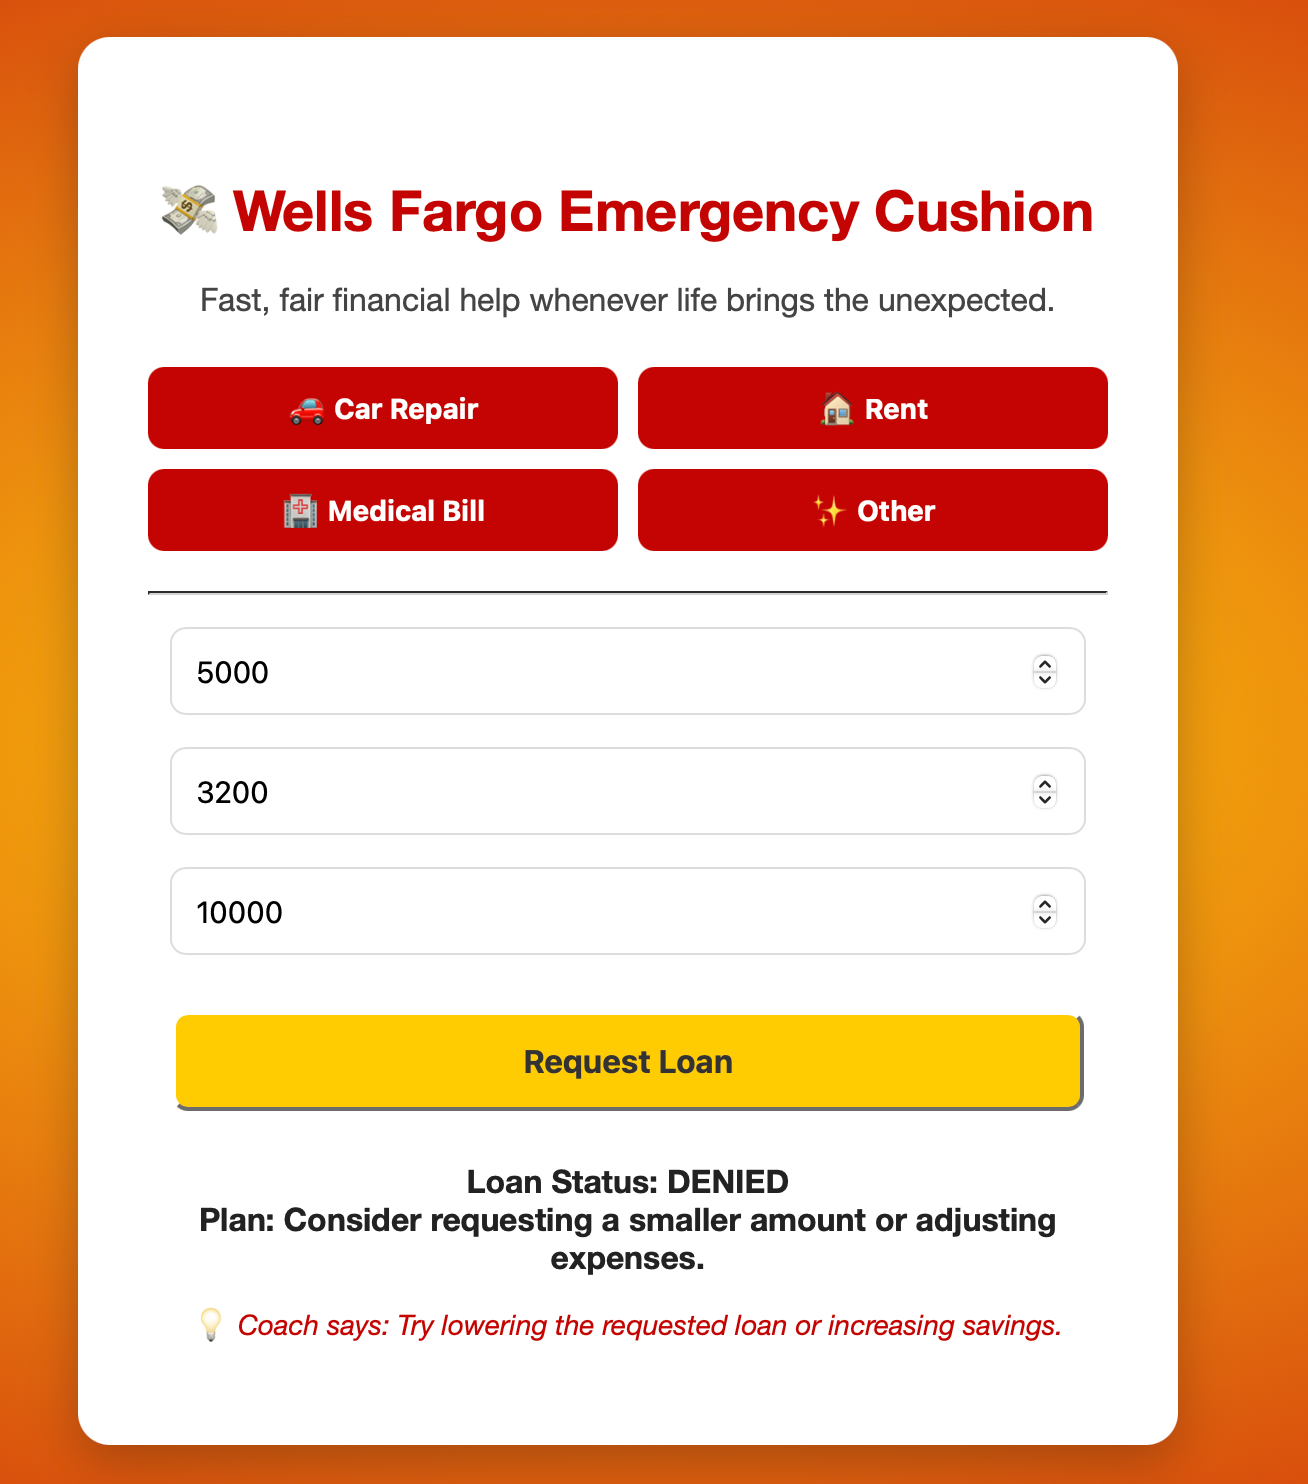 💸 Wells Fargo Emergency Cushion
Fast, fair financial help whenever life brings the unexpected.
🚗 Car Repair
🏠 Rent
🏥 Medical Bill
✨ Other
5000
3200
10000
Request Loan
Loan Status: DENIED
Plan: Consider requesting a smaller amount or adjusting
expenses.
💡 Coach says: Try lowering the requested loan or increasing savings.